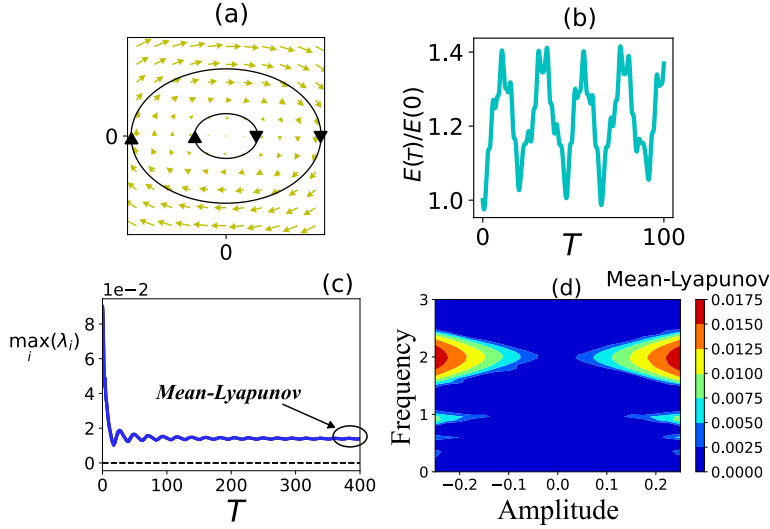 (a)
0
0
(b)
E(T)/E(0)
1.4
1.2
1.0
0
100
T
(c)
1e−2
max(λi)
i
8
6
4
2
0
Mean-Lyapunov
0
100
200
300
400
T
Mean-Lyapunov
(d)
Frequency
3
2
1
0
−0.2
−0.1
0.0
0.1
0.2
Amplitude
0.0175
0.0150
0.0125
0.0100
0.0075
0.0050
0.0025
0.0000